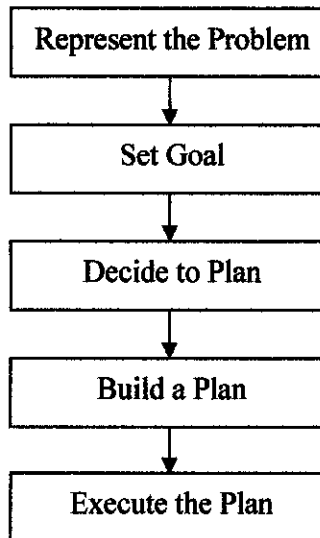 Represent the Problem
Set Goal
Decide to Plan
Build a Plan
Execute the Plan